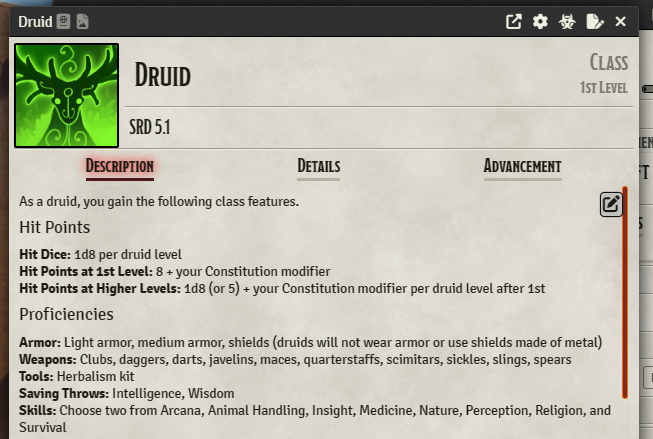 Druid
Druid
Class
1st Level
SRD 5.1
Description Details Advancement
As a druid, you gain the following class features.
Hit Points
Hit Dice: 1d8 per druid level
Hit Points at 1st Level: 8 + your Constitution modifier
Hit Points at Higher Levels: 1d8 (or 5) + your Constitution modifier per druid level after 1st
Proficiencies
Armor: Light armor, medium armor, shields (druids will not wear armor or use shields made of metal)
Weapons: Clubs, daggers, darts, javelins, maces, quarterstaffs, scimitars, sickles, slings, spears
Tools: Herbalism kit
Saving Throws: Intelligence, Wisdom
Skills: Choose two from Arcana, Animal Handling, Insight, Medicine, Nature, Perception, Religion, and
Survival